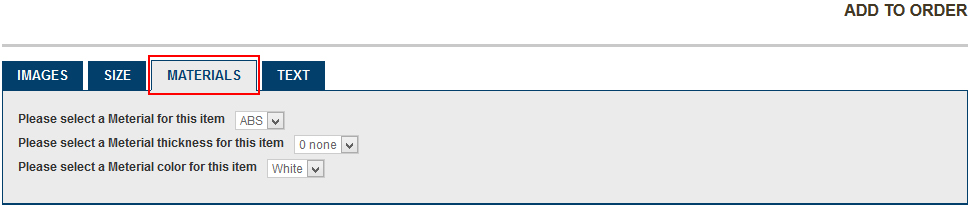 ADD TO ORDER
IMAGES SIZE MATERIALS TEXT
Please select a Meterial for this item ABS
Please select a Meterial thickness for this item 0 none
Please select a Meterial color for this item White